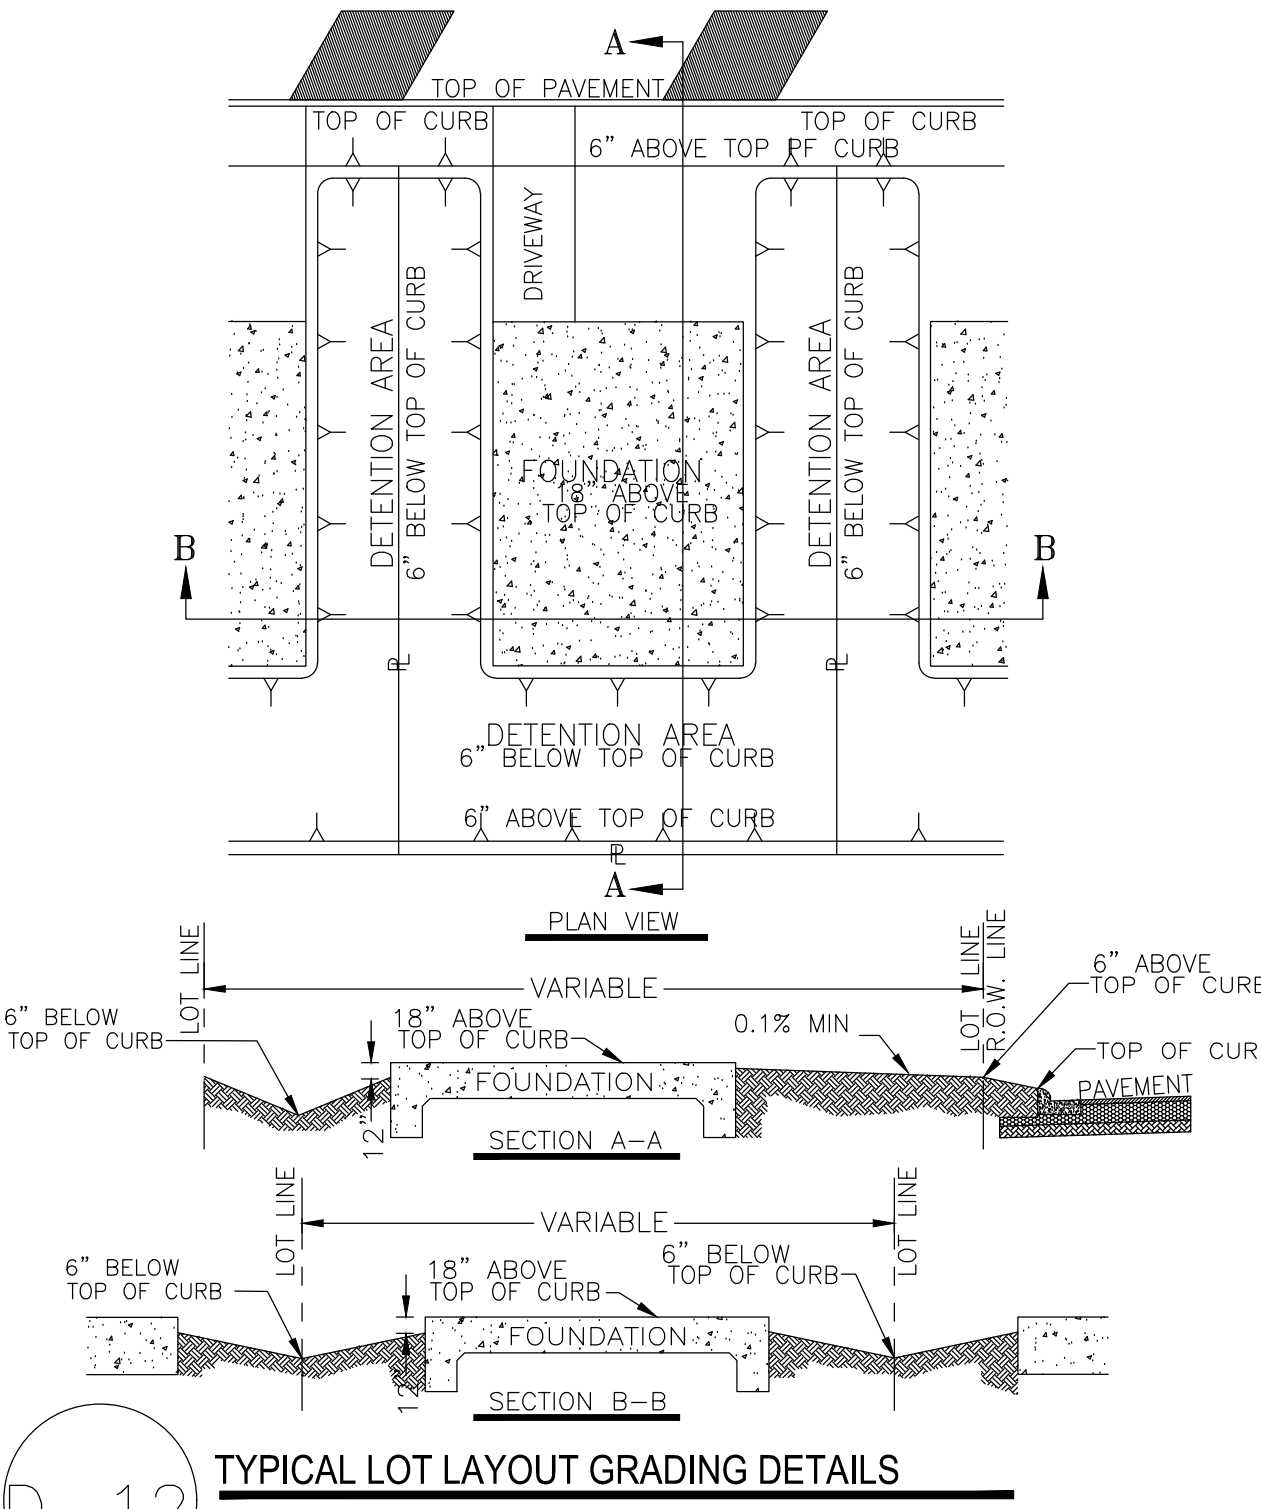 A
TOP OF PAVEMENT
TOP OF CURB
TOP OF CURB
6” ABOVE TOP PF CURB
DRIVEWAY
DETENTION AREA
6” BELOW TOP OF CURB
DETENTION AREA
6” BELOW TOP OF CURB
FOUNDATION
18” ABOVE
TOP OF CURB
B
B
PL
PL
DETENTION AREA
6” BELOW TOP OF CURB
6” ABOVE TOP OF CURB
PL
A
PLAN VIEW
LOT LINE
LOT LINE
R.O.W. LINE
VARIABLE
6” ABOVE
TOP OF CURB
6” BELOW
TOP OF CURB
18” ABOVE
TOP OF CURB
0.1% MIN
TOP OF CUR
FOUNDATION
PAVEMENT
12”
SECTION A–A
LOT LINE
LOT LINE
VARIABLE
6” BELOW
TOP OF CURB
18” ABOVE
TOP OF CURB
6” BELOW
TOP OF CURB
FOUNDATION
12”
SECTION B–B
TYPICAL LOT LAYOUT GRADING DETAILS